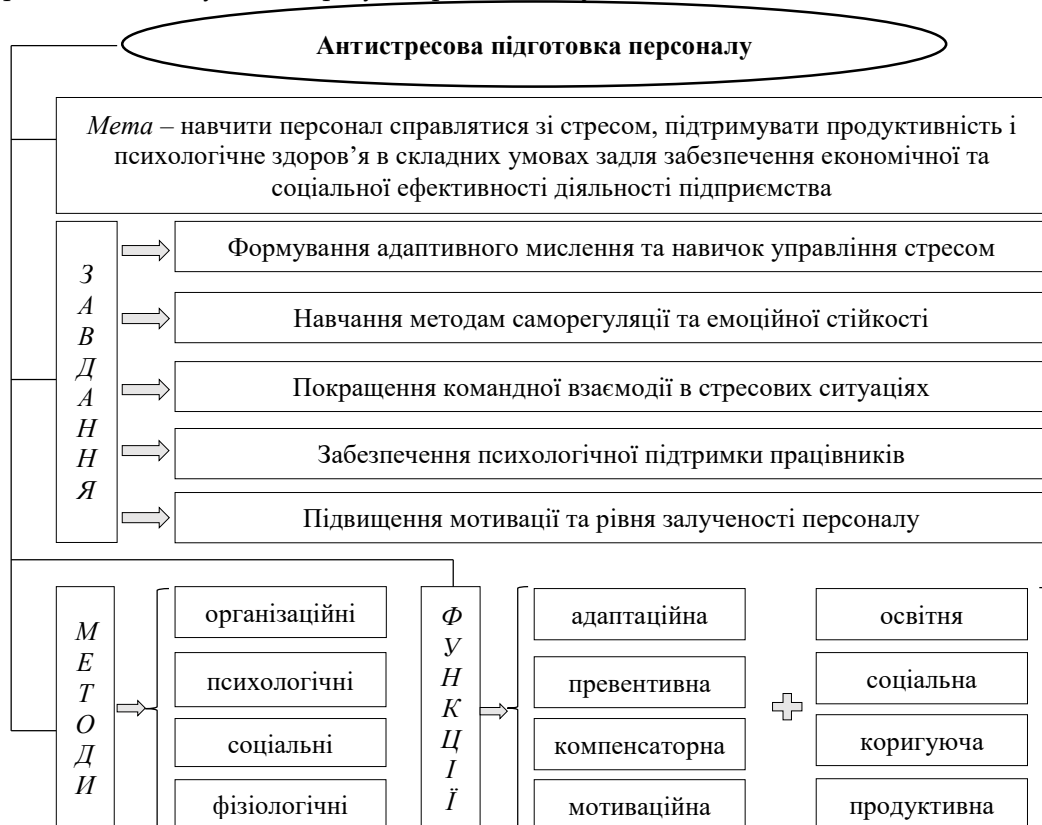 Антистресова підготовка персоналу
Мета – навчити персонал справлятися зі стресом, підтримувати продуктивність і
психологічне здоров’я в складних умовах задля забезпечення економічної та
соціальної ефективності діяльності підприємства
ЗАВДАННЯ
Формування адаптивного мислення та навичок управління стресом
Навчання методам саморегуляції та емоційної стійкості
Покращення командної взаємодії в стресових ситуаціях
Забезпечення психологічної підтримки працівників
Підвищення мотивації та рівня залученості персоналу
МЕТОДИ
організаційні
психологічні
соціальні
фізіологічні
ФУНКЦІЇ
адаптаційна
превентивна
компенсаторна
мотиваційна
освітня
соціальна
коригуюча
продуктивна